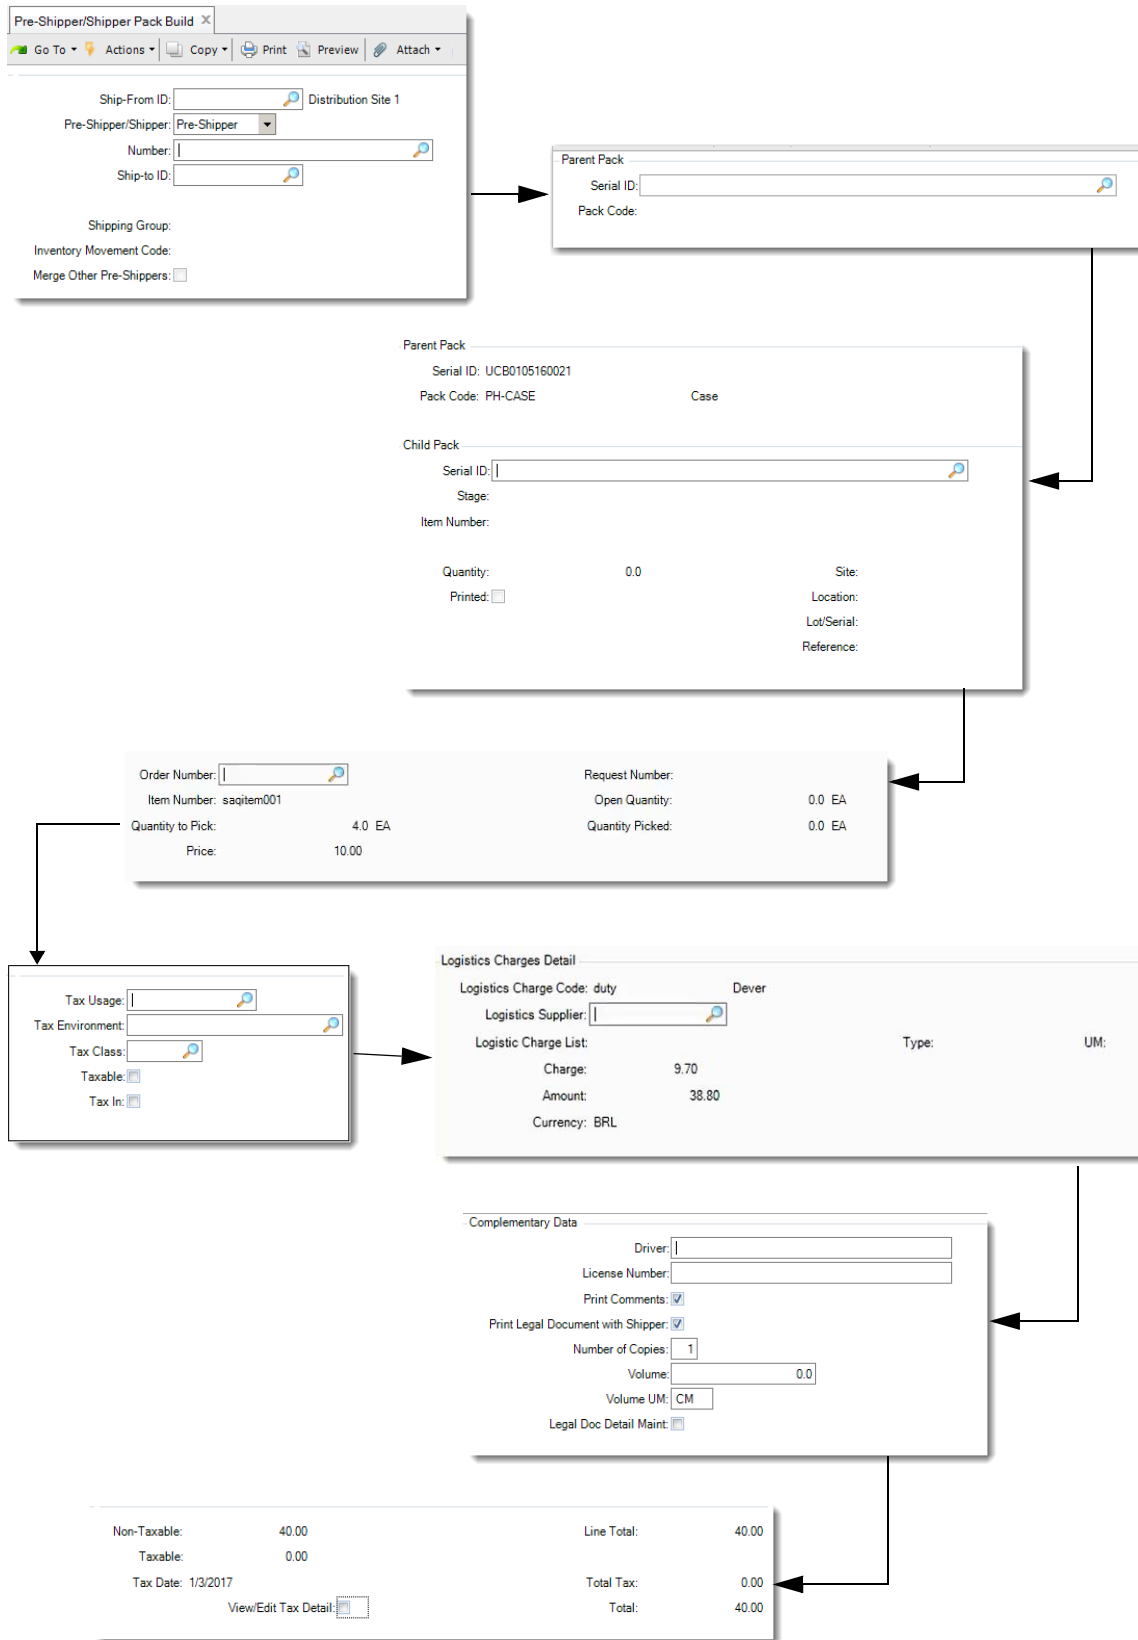 Pre-Shipper/Shipper Pack Build
Go To Actions Copy Print Preview Attach
Ship-From ID: Distribution Site 1
Pre-Shipper/Shipper: Pre-Shipper
Number:
Ship-to ID:
Shipping Group:
Inventory Movement Code:
Merge Other Pre-Shippers:
Parent Pack
Serial ID:
Pack Code:
Parent Pack
Serial ID: UCB0105160021
Pack Code: PH-CASE Case
Child Pack
Serial ID:
Stage:
Item Number:
Quantity: 0.0 Site:
Printed: Location:
Lot/Serial:
Reference:
Order Number: Request Number:
Item Number: saqitem001 Open Quantity: 0.0 EA
Quantity to Pick: 4.0 EA Quantity Picked: 0.0 EA
Price: 10.00
Tax Usage:
Tax Environment:
Tax Class:
Taxable:
Tax In:
Logistics Charges Detail
Logistics Charge Code: duty Dever
Logistics Supplier:
Logistic Charge List: Type: UM:
Charge: 9.70
Amount: 38.80
Currency: BRL
Complementary Data
Driver:
License Number:
Print Comments:
Print Legal Document with Shipper:
Number of Copies: 1
Volume: 0.0
Volume UM: CM
Legal Doc Detail Maint:
Non-Taxable: 40.00 Line Total: 40.00
Taxable: 0.00
Tax Date: 1/3/2017 Total Tax: 0.00
View/Edit Tax Detail: Total: 40.00